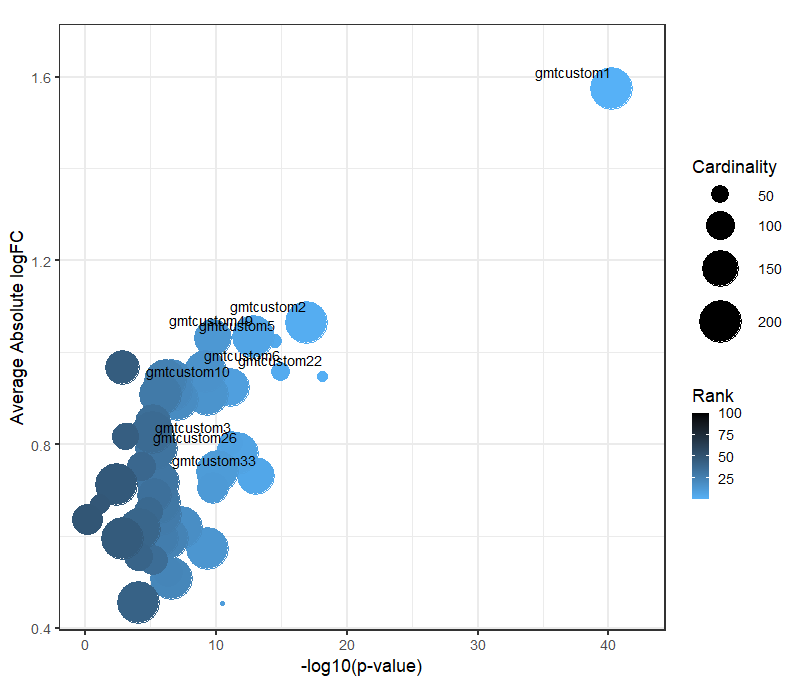 gmtcustom1
gmtcustom2
gmtcustom49
gmtcustom5
gmtcustom6
gmtcustom22
gmtcustom10
gmtcustom3
gmtcustom26
gmtcustom33
1.6
1.2
0.8
0.4
Average Absolute logFC
0
10
20
30
40
-log10(p-value)
Cardinality
50
100
150
200
Rank
100
75
50
25